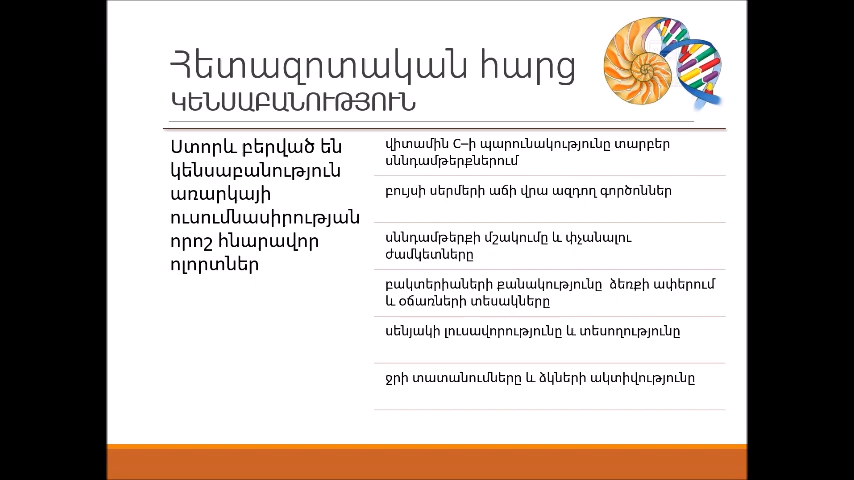 Հետազոտական հարց
ԿԵՆՍԱԲԱՆՈՒԹՅՈՒՆ
Ստորև բերված են
կենսաբանություն
առարկայի
ուսումնասիրության
որոշ հնարավոր
ոլորտներ
վիտամին C–ի պարունակությունը տարբեր
սննդամթերքներում
բույսի սերմերի աճի վրա ազդող գործոններ
սննդամթերքի մշակումը և փչանալու
ժամկետները
բակտերիաների քանակությունը ձեռքի ափերում
և օճառների տեսակները
սենյակի լուսավորությունը և տեսողությունը
ջրի տատանումները և ձկների ակտիվությունը